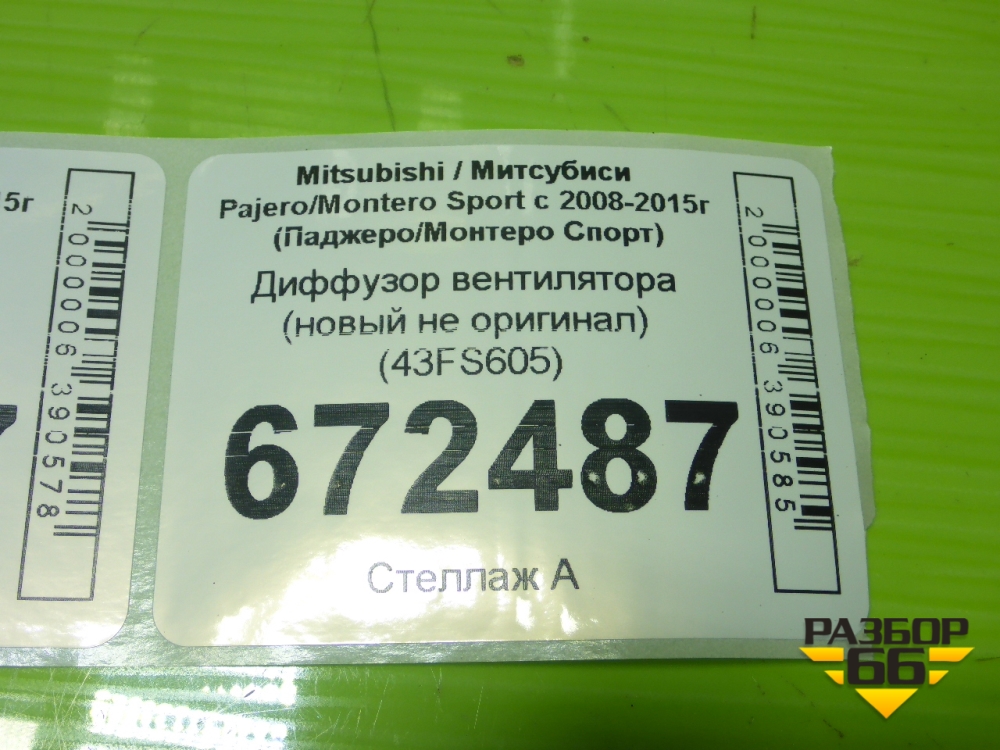 5г
2000006390578
7
Mitsubishi / Митсубиси
Pajero/Montero Sport с 2008-2015г
(Паджеро/Монтеро Спорт)
Диффузор вентилятора
(новый не оригинал)
(43FS605)
672487
Стеллаж А
2000006390585
РАЗБОР
66